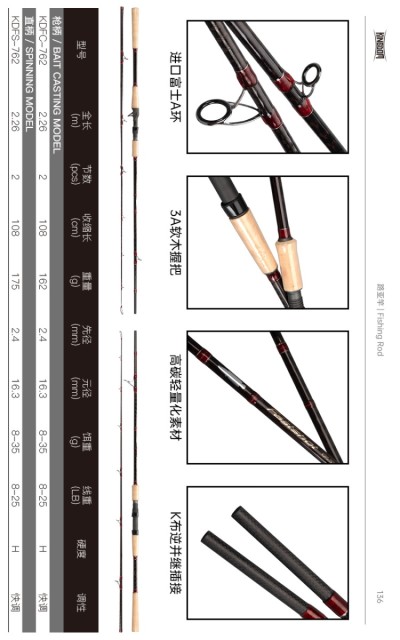 KINGDOM
路亚竿 | Fishing Rod
136
进口富士A环
3A软木握把
高碳轻量化素材
K布逆并继插接
型号 全长 (m) 节数 (pcs) 收缩长 (cm) 重量 (g) 先径 (mm) 元径 (mm) 饵重 (g) 线重 (LB) 硬度 调性
枪柄 / BAIT CASTING MODEL
KDFC-762 2.26 2 108 162 2.4 16.3 8-35 8-25 H 快调
直柄 / SPINNING MODEL
KDFS-762 2.26 2 108 175 2.4 16.3 8-35 8-25 H 快调